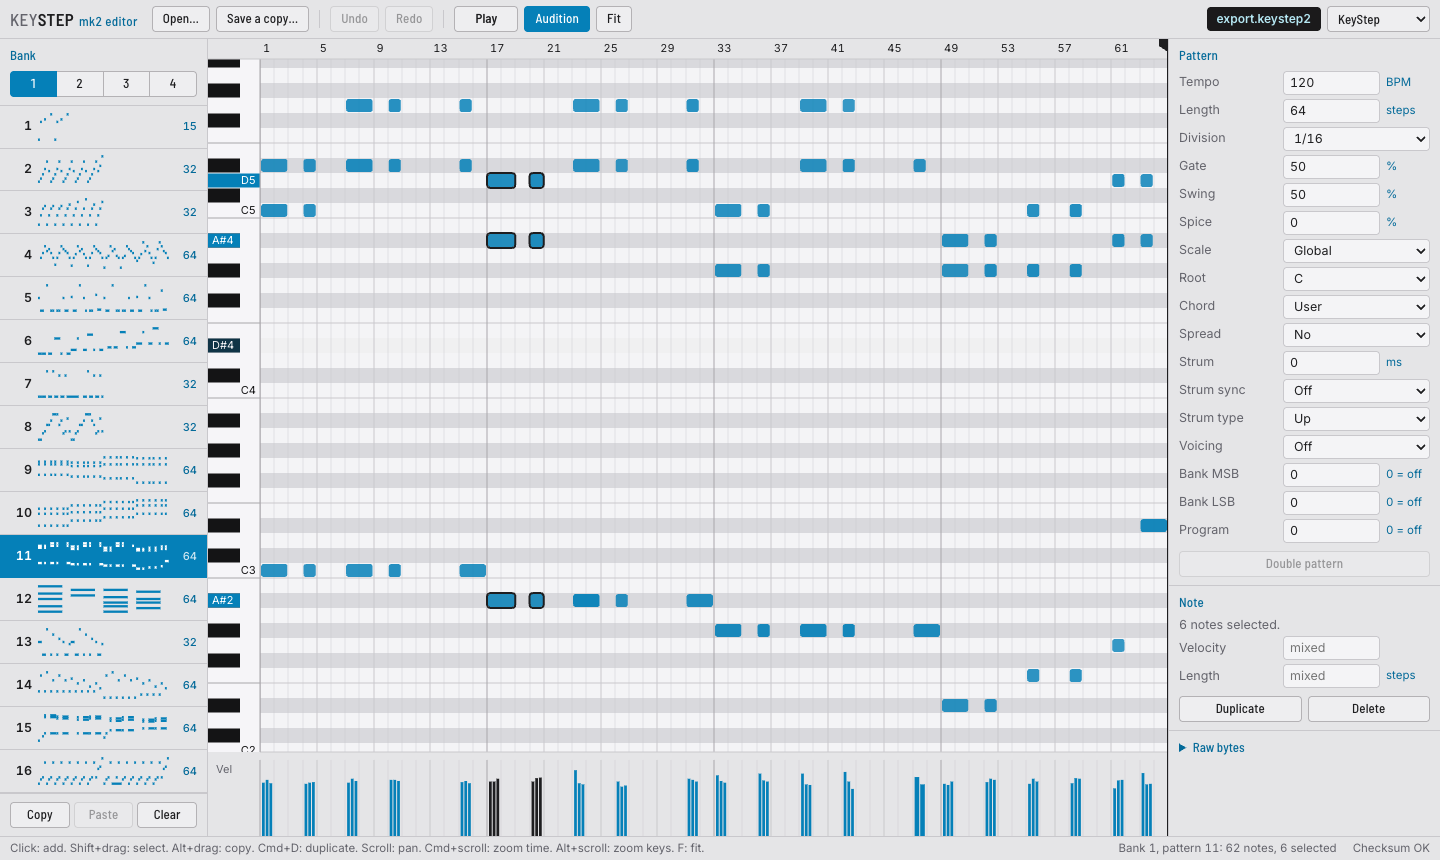 KEYSTEP mk2 editor Open... Save a copy... Undo Redo Play Audition Fit export.keystep2 KeyStep
Bank
1 2 3 4
1 15
2 32
3 32
4 64
5 64
6 64
7 32
8 32
9 64
10 64
11 64
12 64
13 32
14 64
15 64
16 64
Copy Paste Clear
1 5 9 13 17 21 25 29 33 37 41 45 49 53 57 61
D5
C5
A#4
D#4
C4
C3
A#2
C2
Vel
Pattern
Tempo 120 BPM
Length 64 steps
Division 1/16
Gate 50 %
Swing 50 %
Spice 0 %
Scale Global
Root C
Chord User
Spread No
Strum 0 ms
Strum sync Off
Strum type Up
Voicing Off
Bank MSB 0 0 = off
Bank LSB 0 0 = off
Program 0 0 = off
Double pattern
Note
6 notes selected.
Velocity mixed
Length mixed steps
Duplicate Delete
Raw bytes
Click: add. Shift+drag: select. Alt+drag: copy. Cmd+D: duplicate. Scroll: pan. Cmd+scroll: zoom time. Alt+scroll: zoom keys. F: fit. Bank 1, pattern 11: 62 notes, 6 selected Checksum OK